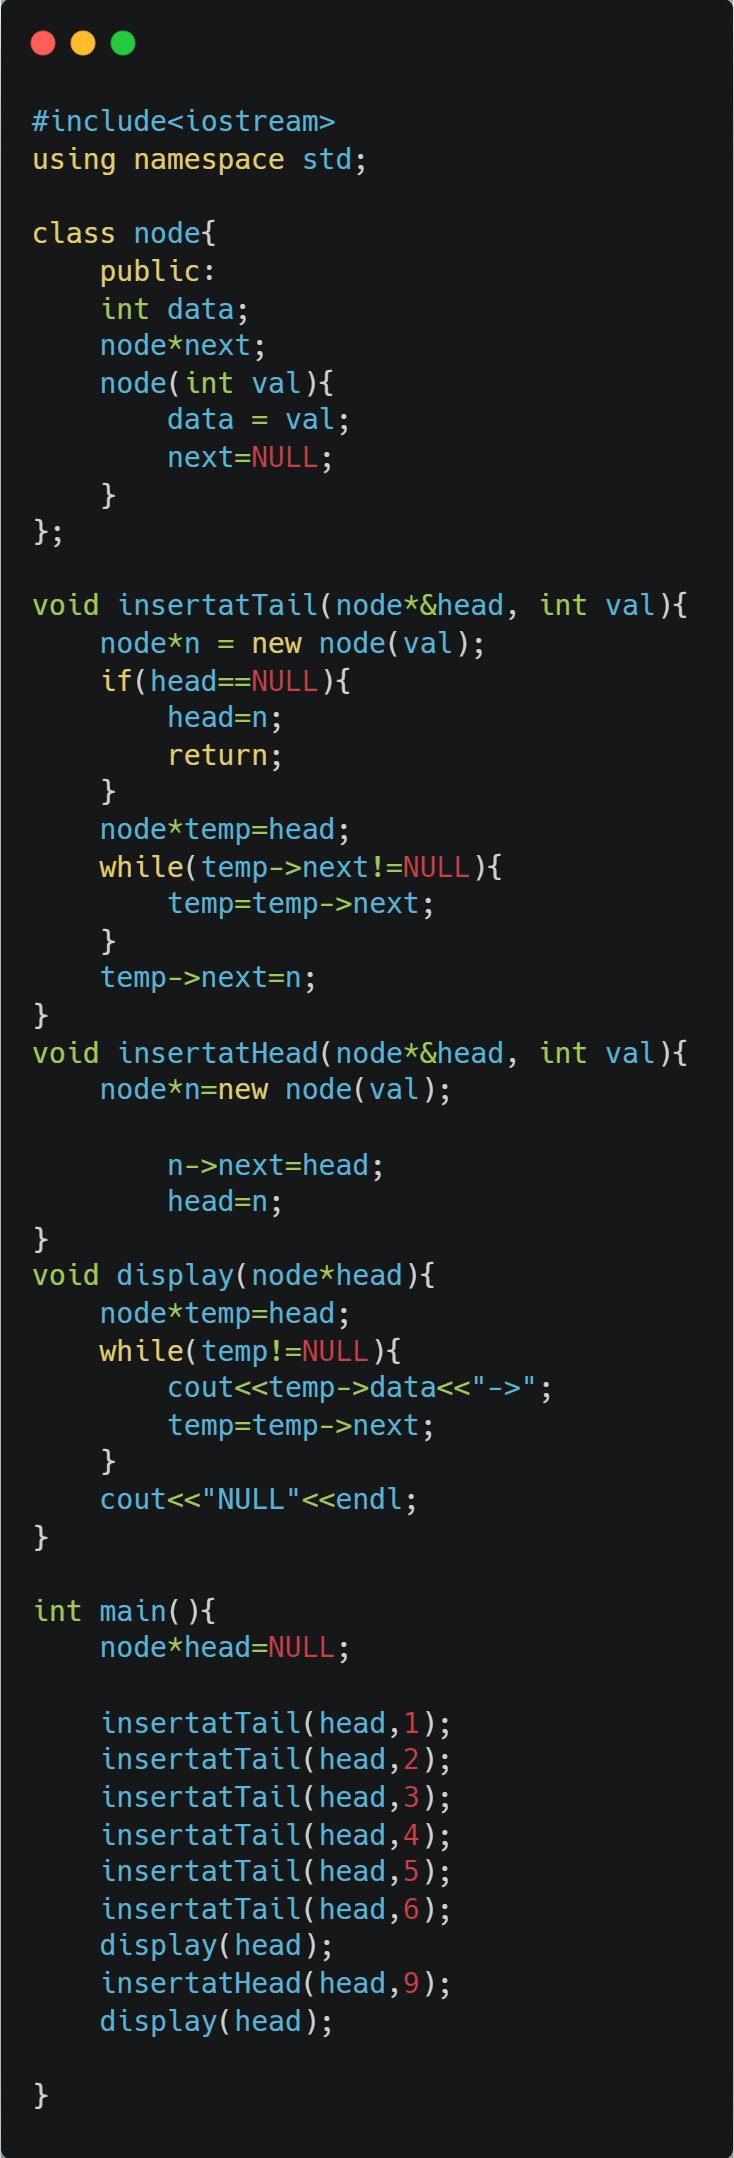 #include<iostream>
using namespace std;

class node{
    public:
    int data;
    node*next;
    node(int val){
        data = val;
        next=NULL;
    }
};

void insertatTail(node*&head, int val){
    node*n = new node(val);
    if(head==NULL){
        head=n;
        return;
    }
    node*temp=head;
    while(temp->next!=NULL){
        temp=temp->next;
    }
    temp->next=n;
}
void insertatHead(node*&head, int val){
    node*n=new node(val);

        n->next=head;
        head=n;
}
void display(node*head){
    node*temp=head;
    while(temp!=NULL){
        cout<<temp->data<<"->";
        temp=temp->next;
    }
    cout<<"NULL"<<endl;
}

int main(){
    node*head=NULL;

    insertatTail(head,1);
    insertatTail(head,2);
    insertatTail(head,3);
    insertatTail(head,4);
    insertatTail(head,5);
    insertatTail(head,6);
    display(head);
    insertatHead(head,9);
    display(head);

}